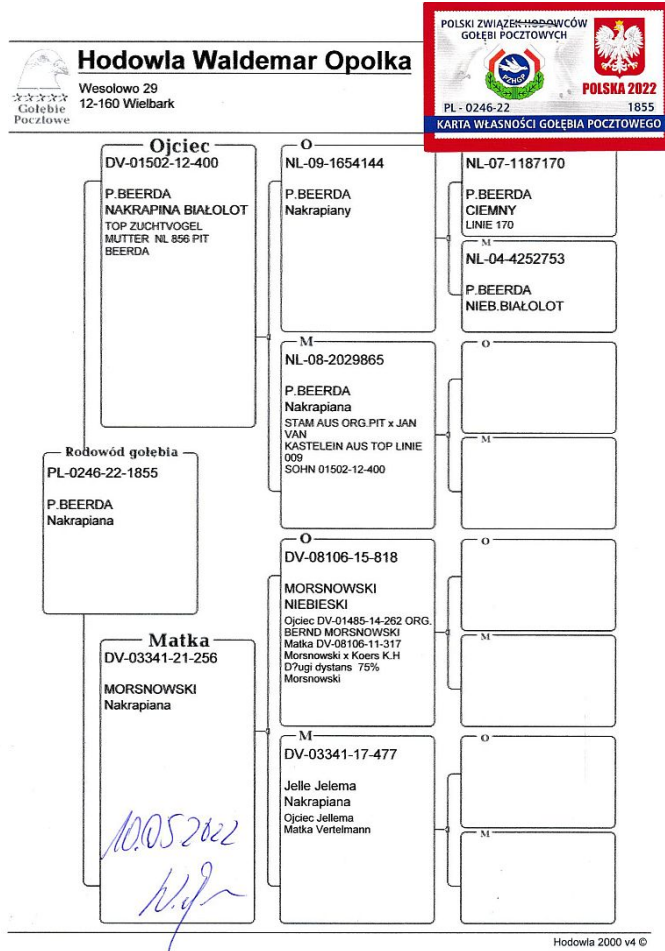 Hodowla Waldemar Opolka
Wesolowo 29
12-160 Wielbark
Gołębie
Pocztowe
POLSKI ZWIĄZEK HODOWCÓW
GOŁĘBI POCZTOWYCH
PZHGP
POLSKA 2022
PL - 0246-22 1855
KARTA WŁASNOŚCI GOŁĘBIA POCZTOWEGO
Rodowód gołębia
PL-0246-22-1855
P.BEERDA
Nakrapiana
Ojciec
DV-01502-12-400
P.BEERDA
NAKRAPINA BIAŁOLOT
TOP ZUCHTVOGEL
MUTTER NL 856 PIT
BEERDA
Matka
DV-03341-21-256
MORSNOWSKI
Nakrapiana
10.05 2022
O
NL-09-1654144
P.BEERDA
Nakrapiany
M
NL-08-2029865
P.BEERDA
Nakrapiana
STAM AUS ORG.PIT x JAN
VAN
KASTELEIN AUS TOP LINIE
009
SOHN 01502-12-400
O
DV-08106-15-818
MORSNOWSKI
NIEBIESKI
Ojciec DV-01485-14-262 ORG.
BERND MORSNOWSKI
Matka DV-08106-11-317
Morsnowski x Koers K.H
D?ugi dystans 75%
Morsnowski
M
DV-03341-17-477
Jelle Jelema
Nakrapiana
Ojciec Jellema
Matka Vertelmann
NL-07-1187170
P.BEERDA
CIEMNY
LINIE 170
M
NL-04-4252753
P.BEERDA
NIEB.BIAŁOLOT
O
M
O
M
O
M
Hodowla 2000 v4 ©